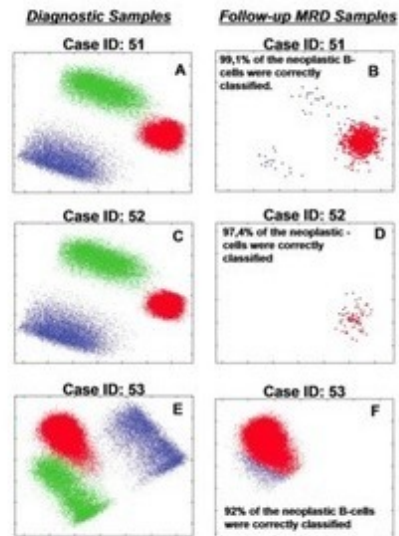 Diagnostic Samples
Follow-up MRD Samples
Case ID: 51
A
Case ID: 51
99,1% of the neoplastic B-
cells were correctly
classified.
B
Case ID: 52
C
Case ID: 52
97,4% of the neoplastic -
cells were correctly
classified
D
Case ID: 53
E
Case ID: 53
F
92% of the neoplastic B-cells
were correctly classified